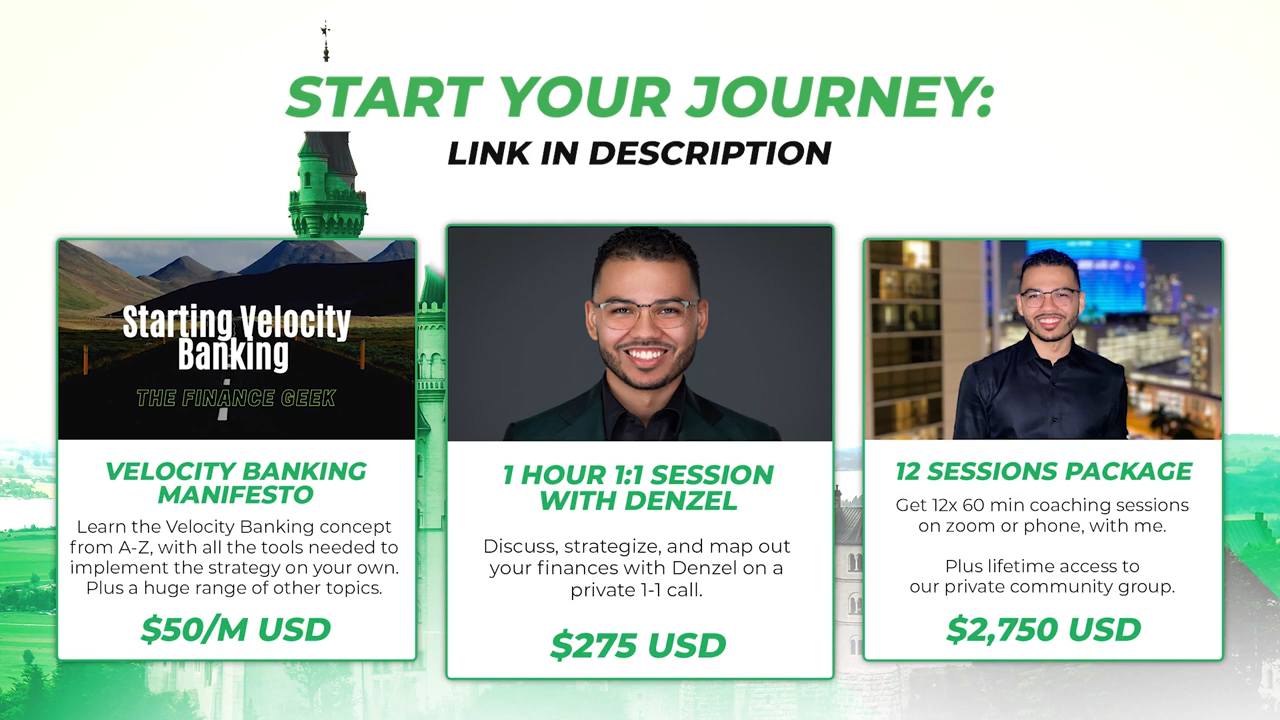 START YOUR JOURNEY:
LINK IN DESCRIPTION
Starting Velocity
Banking
THE FINANCE GEEK
VELOCITY BANKING
MANIFESTO
Learn the Velocity Banking concept
from A-Z, with all the tools needed to
implement the strategy on your own.
Plus a huge range of other topics.
$50/M USD
1 HOUR 1:1 SESSION
WITH DENZEL
Discuss, strategize, and map out
your finances with Denzel on a
private 1-1 call.
$275 USD
12 SESSIONS PACKAGE
Get 12x 60 min coaching sessions
on zoom or phone, with me.
Plus lifetime access to
our private community group.
$2,750 USD